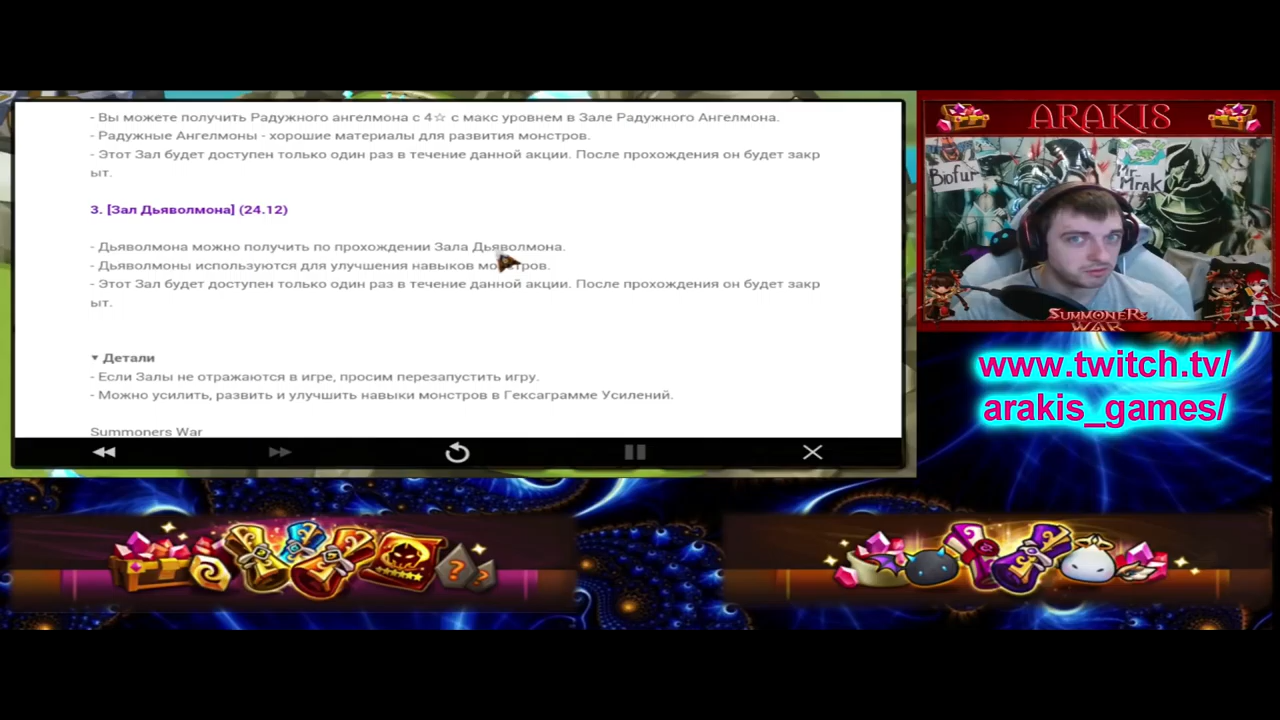 - Вы можете получить Радужного ангелмона с 4☆ с макс уровнем в Зале Радужного Ангелмона.
- Радужные Ангелмоны - хорошие материалы для развития монстров.
- Этот Зал будет доступен только один раз в течение данной акции. После прохождения он будет закр
ыт.
3. [Зал Дьяволмона] (24.12)
- Дьяволмона можно получить по прохождении Зала Дьяволмона.
- Дьяволмоны используются для улучшения навыков монстров.
- Этот Зал будет доступен только один раз в течение данной акции. После прохождения он будет закр
ыт.
▼ Детали
- Если Залы не отражаются в игре, просим перезапустить игру.
- Можно усилить, развить и улучшить навыки монстров в Гексаграмме Усилений.
Summoners War
ARAKIS
Biofur
Mr-
Mrak
SUMMONERS
WAR
www.twitch.tv/
arakis_games/
? ?